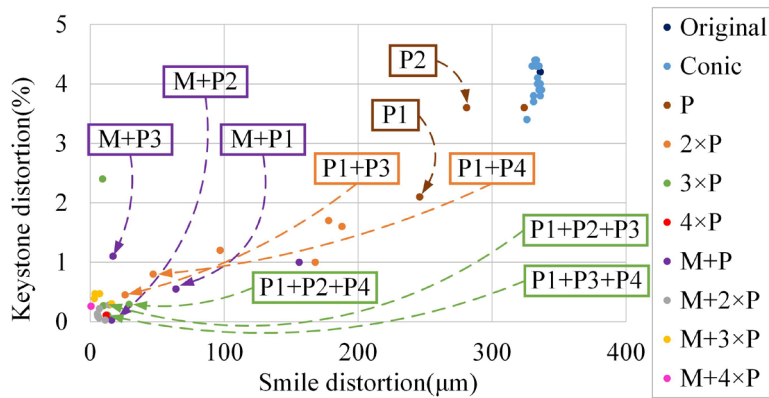 Keystone distortion(%)
5
4
3
2
1
0
0
100
200
300
400
Smile distortion(μm)
P2
M+P2
P1
M+P3
M+P1
P1+P3
P1+P4
P1+P2+P3
P1+P2+P4
P1+P3+P4
Original
Conic
P
2×P
3×P
4×P
M+P
M+2×P
M+3×P
M+4×P